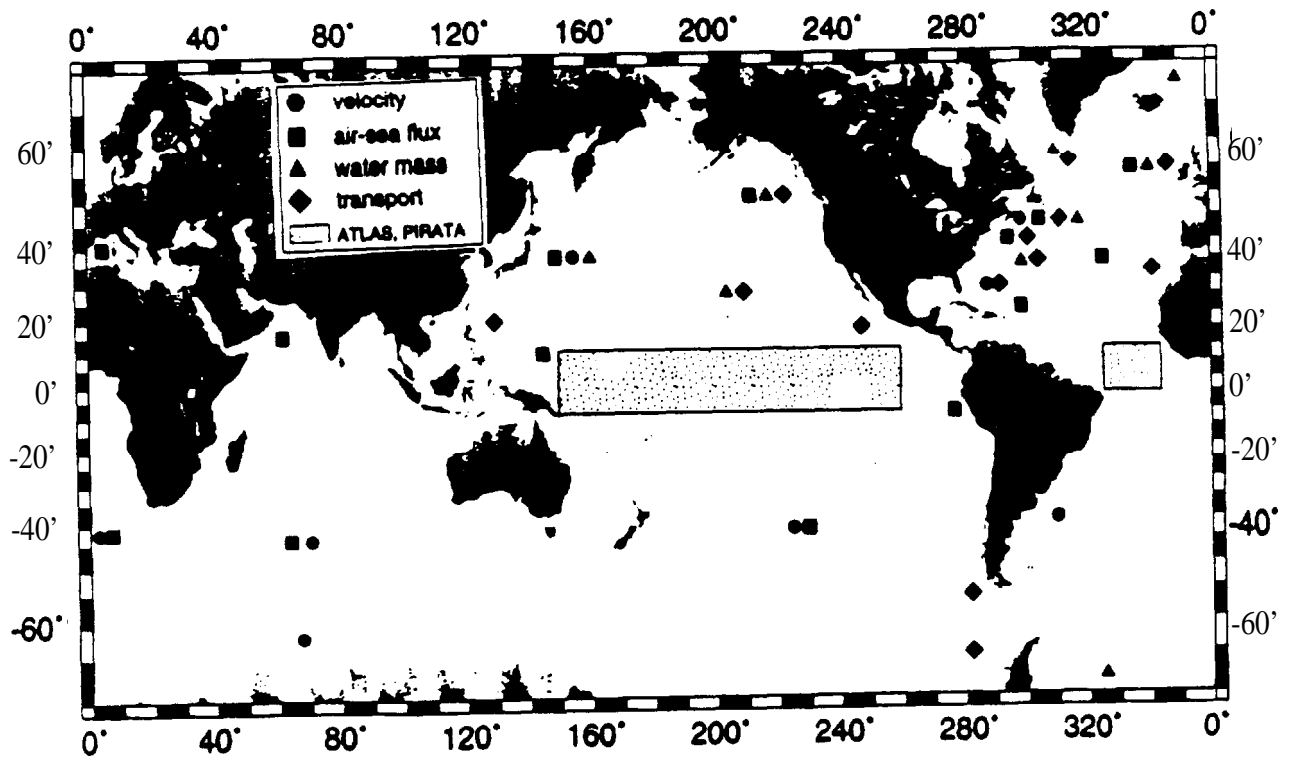 0° 40° 80° 120° 160° 200° 240° 280° 320° 0°
velocity
air-sea flux
water mass
transport
ATLAS, PIRATA
60' 60'
40' 40'
20' 20'
0' 0'
-20' -20'
-40' -40°
-60° -60'
0° 40° 80° 120° 160° 200° 240° 280° 320° 0°